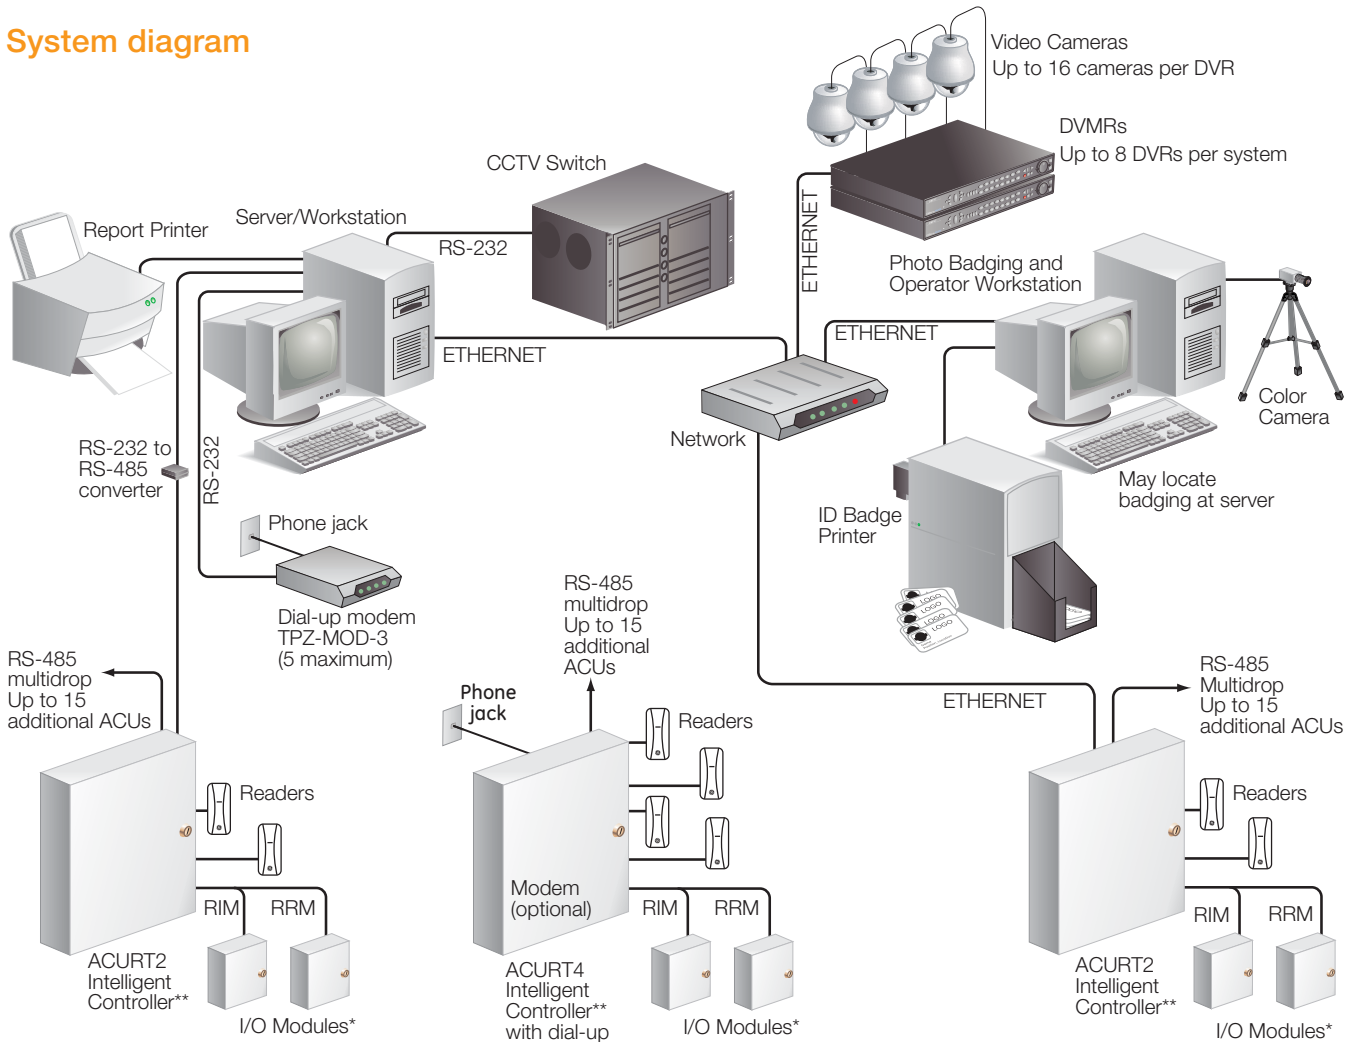 System diagram
Video Cameras
Up to 16 cameras per DVR
DVMRs
Up to 8 DVRs per system
CCTV Switch
Server/Workstation
Report Printer
RS-232
ETHERNET
Photo Badging and
Operator Workstation
ETHERNET
ETHERNET
Color
Camera
Network
RS-232 to
RS-485
converter
RS-232
May locate
badging at server
ID Badge
Printer
Phone jack
Dial-up modem
TPZ-MOD-3
(5 maximum)
LOGO
LOGO
LOGO
LOGO
RS-485
multidrop
Up to 15
additional
ACUs
RS-485
multidrop
Up to 15
additional ACUs
Phone
jack
Readers
ETHERNET
RS-485
Multidrop
Up to 15
additional ACUs
Readers
Readers
Modem
(optional)
RIM
RRM
RIM
RRM
RIM
RRM
ACURT2
Intelligent
Controller**
I/O Modules*
ACURT4
Intelligent
Controller**
with dial-up
I/O Modules*
ACURT2
Intelligent
Controller**
I/O Modules*